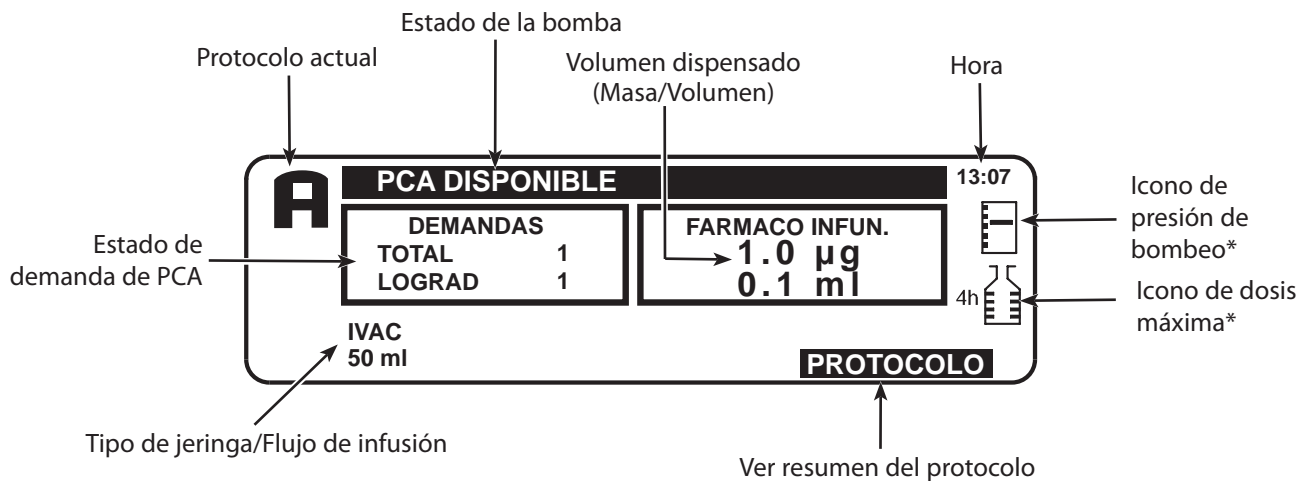 Estado de la bomba
Protocolo actual
Volumen dispensado
(Masa/Volumen)
Hora
A
PCA DISPONIBLE
13:07
DEMANDAS
TOTAL 1
LOGRAD 1
FARMACO INFUN.
1.0 µg
0.1 ml
4h
Estado de
demanda de PCA
Icono de
presión de
bombeo*
Icono de dosis
máxima*
IVAC
50 ml
PROTOCOLO
Tipo de jeringa/Flujo de infusión
Ver resumen del protocolo